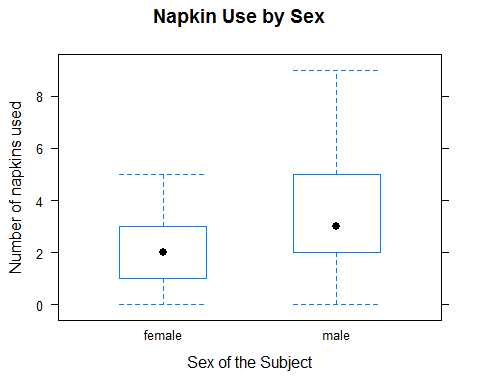 Napkin Use by Sex
Number of napkins used
8
6
4
2
0
female male
Sex of the Subject